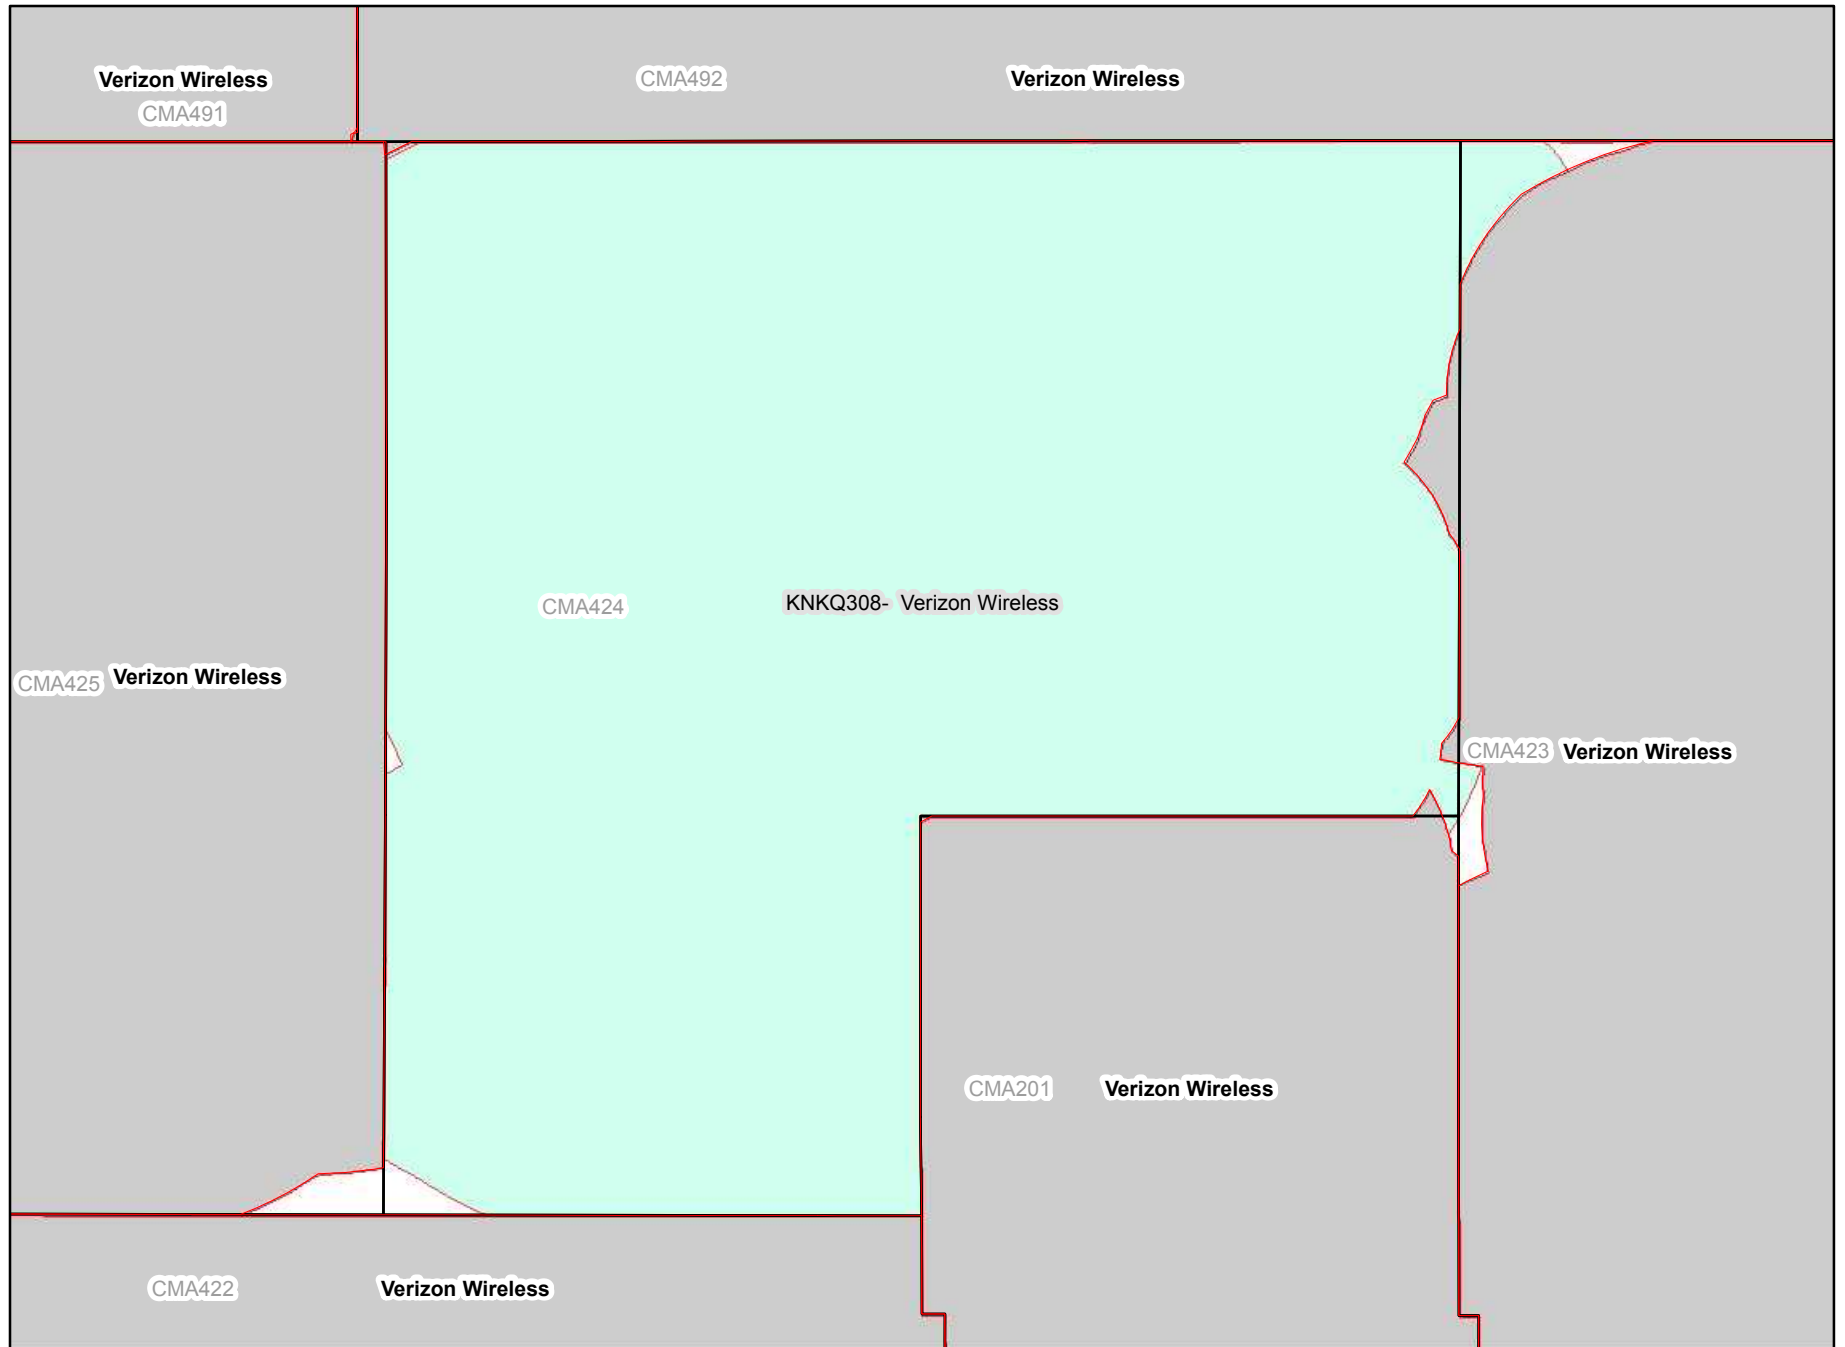 Verizon Wireless
CMA491
CMA492
Verizon Wireless
CMA424
KNKQ308- Verizon Wireless
CMA425 Verizon Wireless
CMA423 Verizon Wireless
CMA201 Verizon Wireless
CMA422 Verizon Wireless